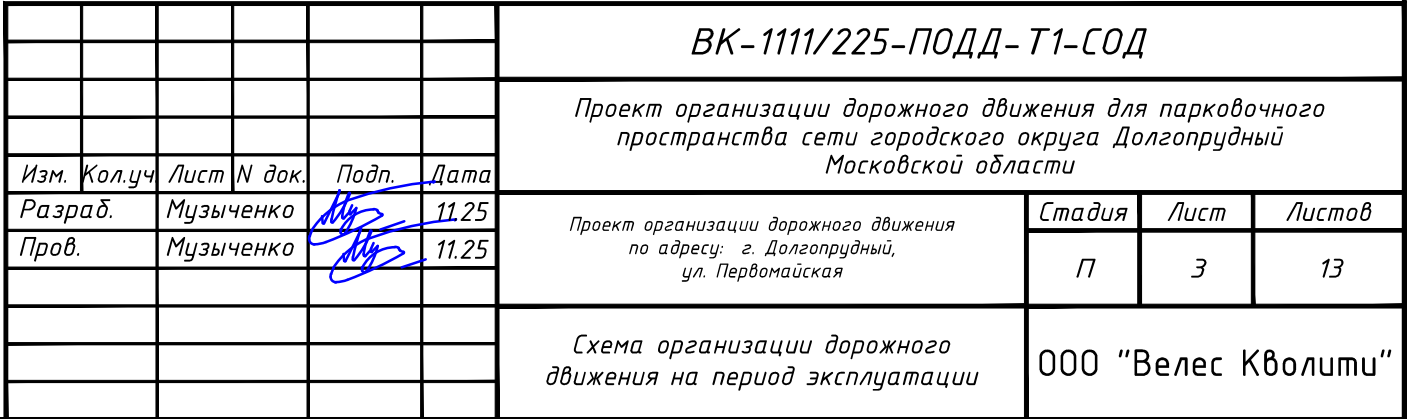 ВК-1111/225-ПОДД-Т1-СОД
Проект организации дорожного движения для парковочного
пространства сети городского округа Долгопрудный
Московской области
Изм. Кол.уч Лист N док. Подп. Дата
Разраб. Музыченко 11.25
Пров. Музыченко 11.25
Проект организации дорожного движения
по адресу: г. Долгопрудный,
ул. Первомайская
Стадия Лист Листов
П 3 13
Схема организации дорожного
движения на период эксплуатации
ООО "Велес Кволити"